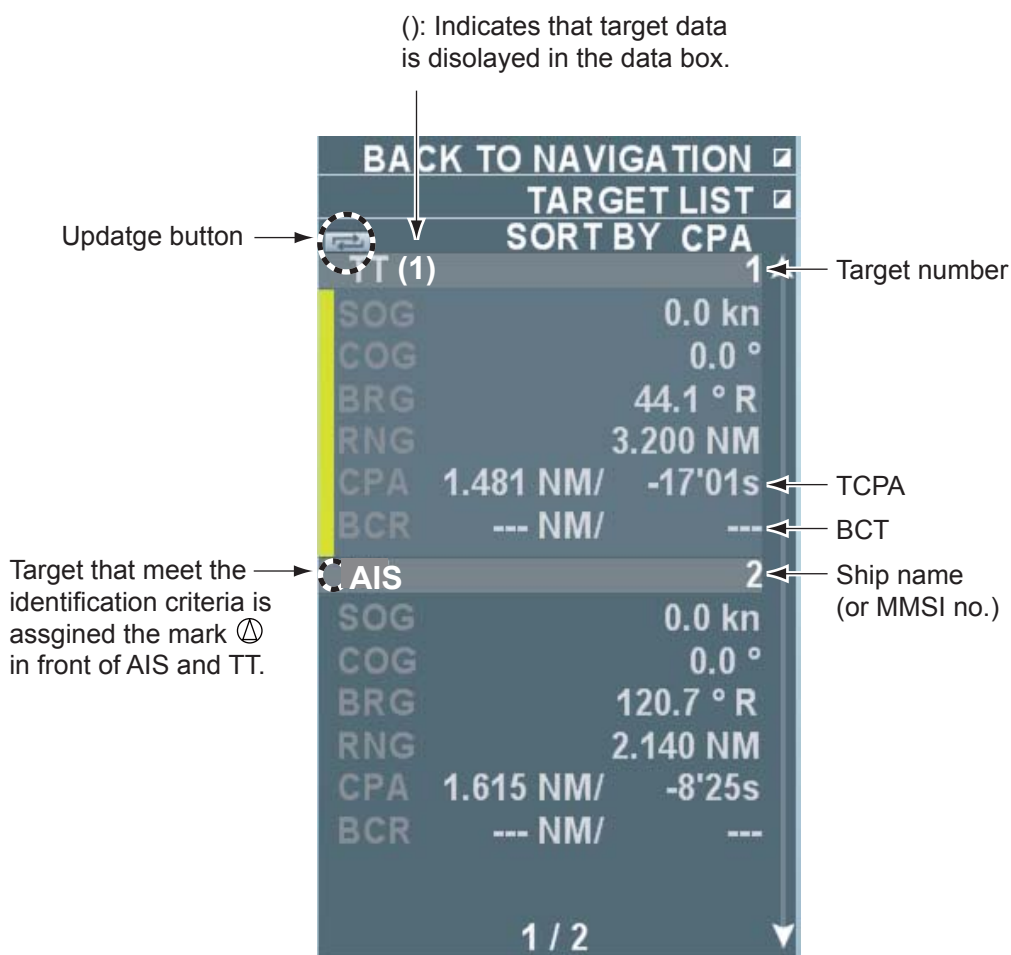 (): Indicates that target data
is disolayed in the data box.
BACK TO NAVIGATION
TARGET LIST
Updatge button
SORT BY CPA
TT (1) 1
Target number
SOG 0.0 kn
COG 0.0 °
BRG 44.1 ° R
RNG 3.200 NM
CPA 1.481 NM/ -17'01s
TCPA
BCR --- NM/ ---
BCT
Target that meet the
identification criteria is
assgined the mark
in front of AIS and TT.
AIS 2
Ship name
(or MMSI no.)
SOG 0.0 kn
COG 0.0 °
BRG 120.7 ° R
RNG 2.140 NM
CPA 1.615 NM/ -8'25s
BCR --- NM/ ---
1 / 2